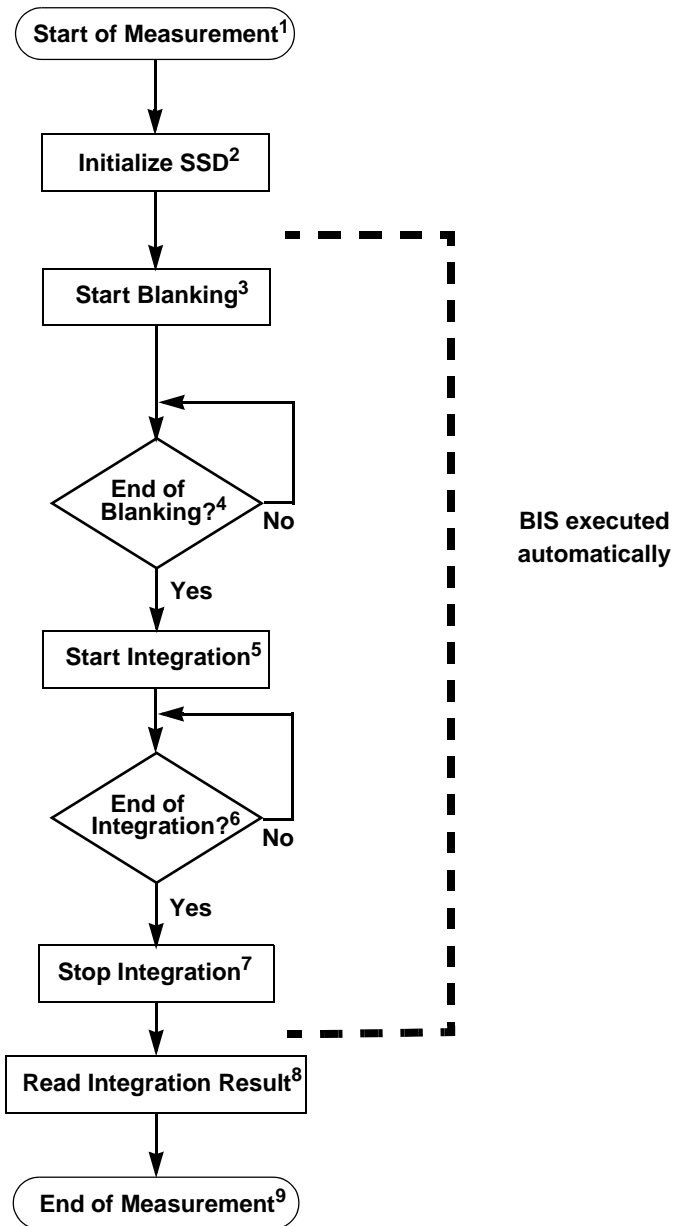 Start of Measurement1
Initialize SSD2
Start Blanking3
End of
Blanking?4
No
Yes
Start Integration5
End of
Integration?6
No
Yes
Stop Integration7
Read Integration Result8
End of Measurement9
BIS executed
automatically